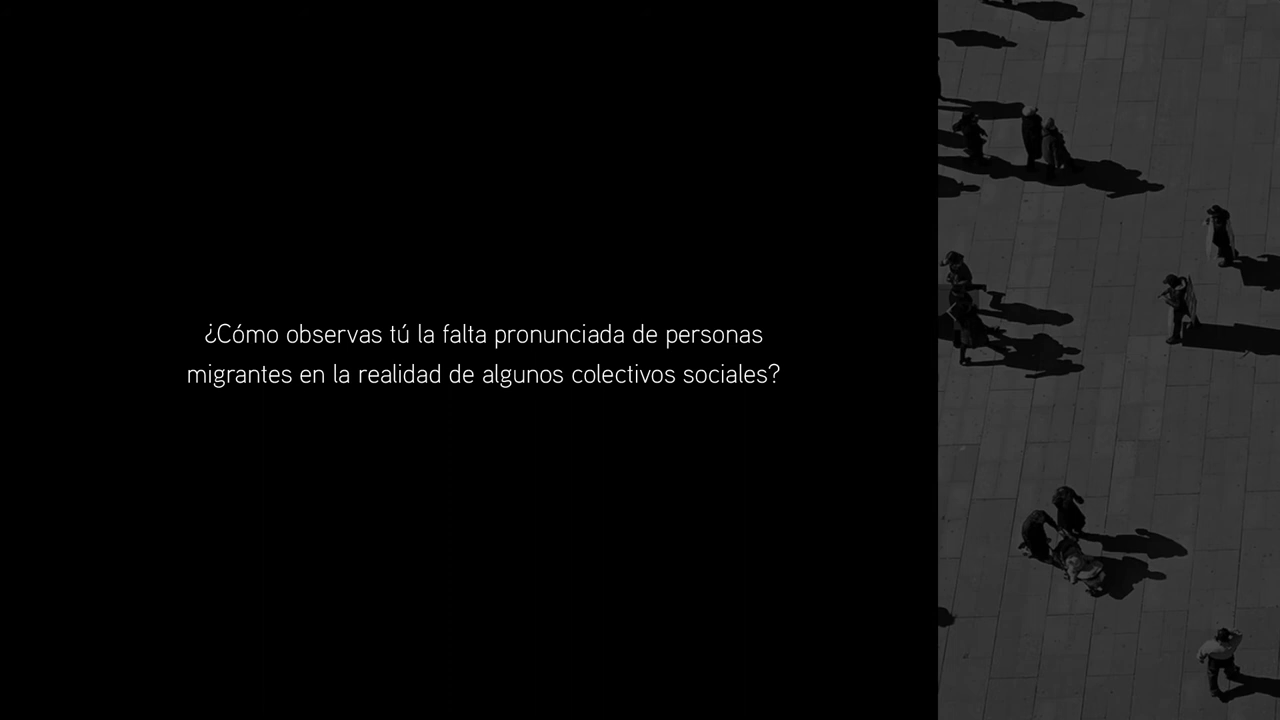 ¿Cómo observas tú la falta pronunciada de personas
migrantes en la realidad de algunos colectivos sociales?